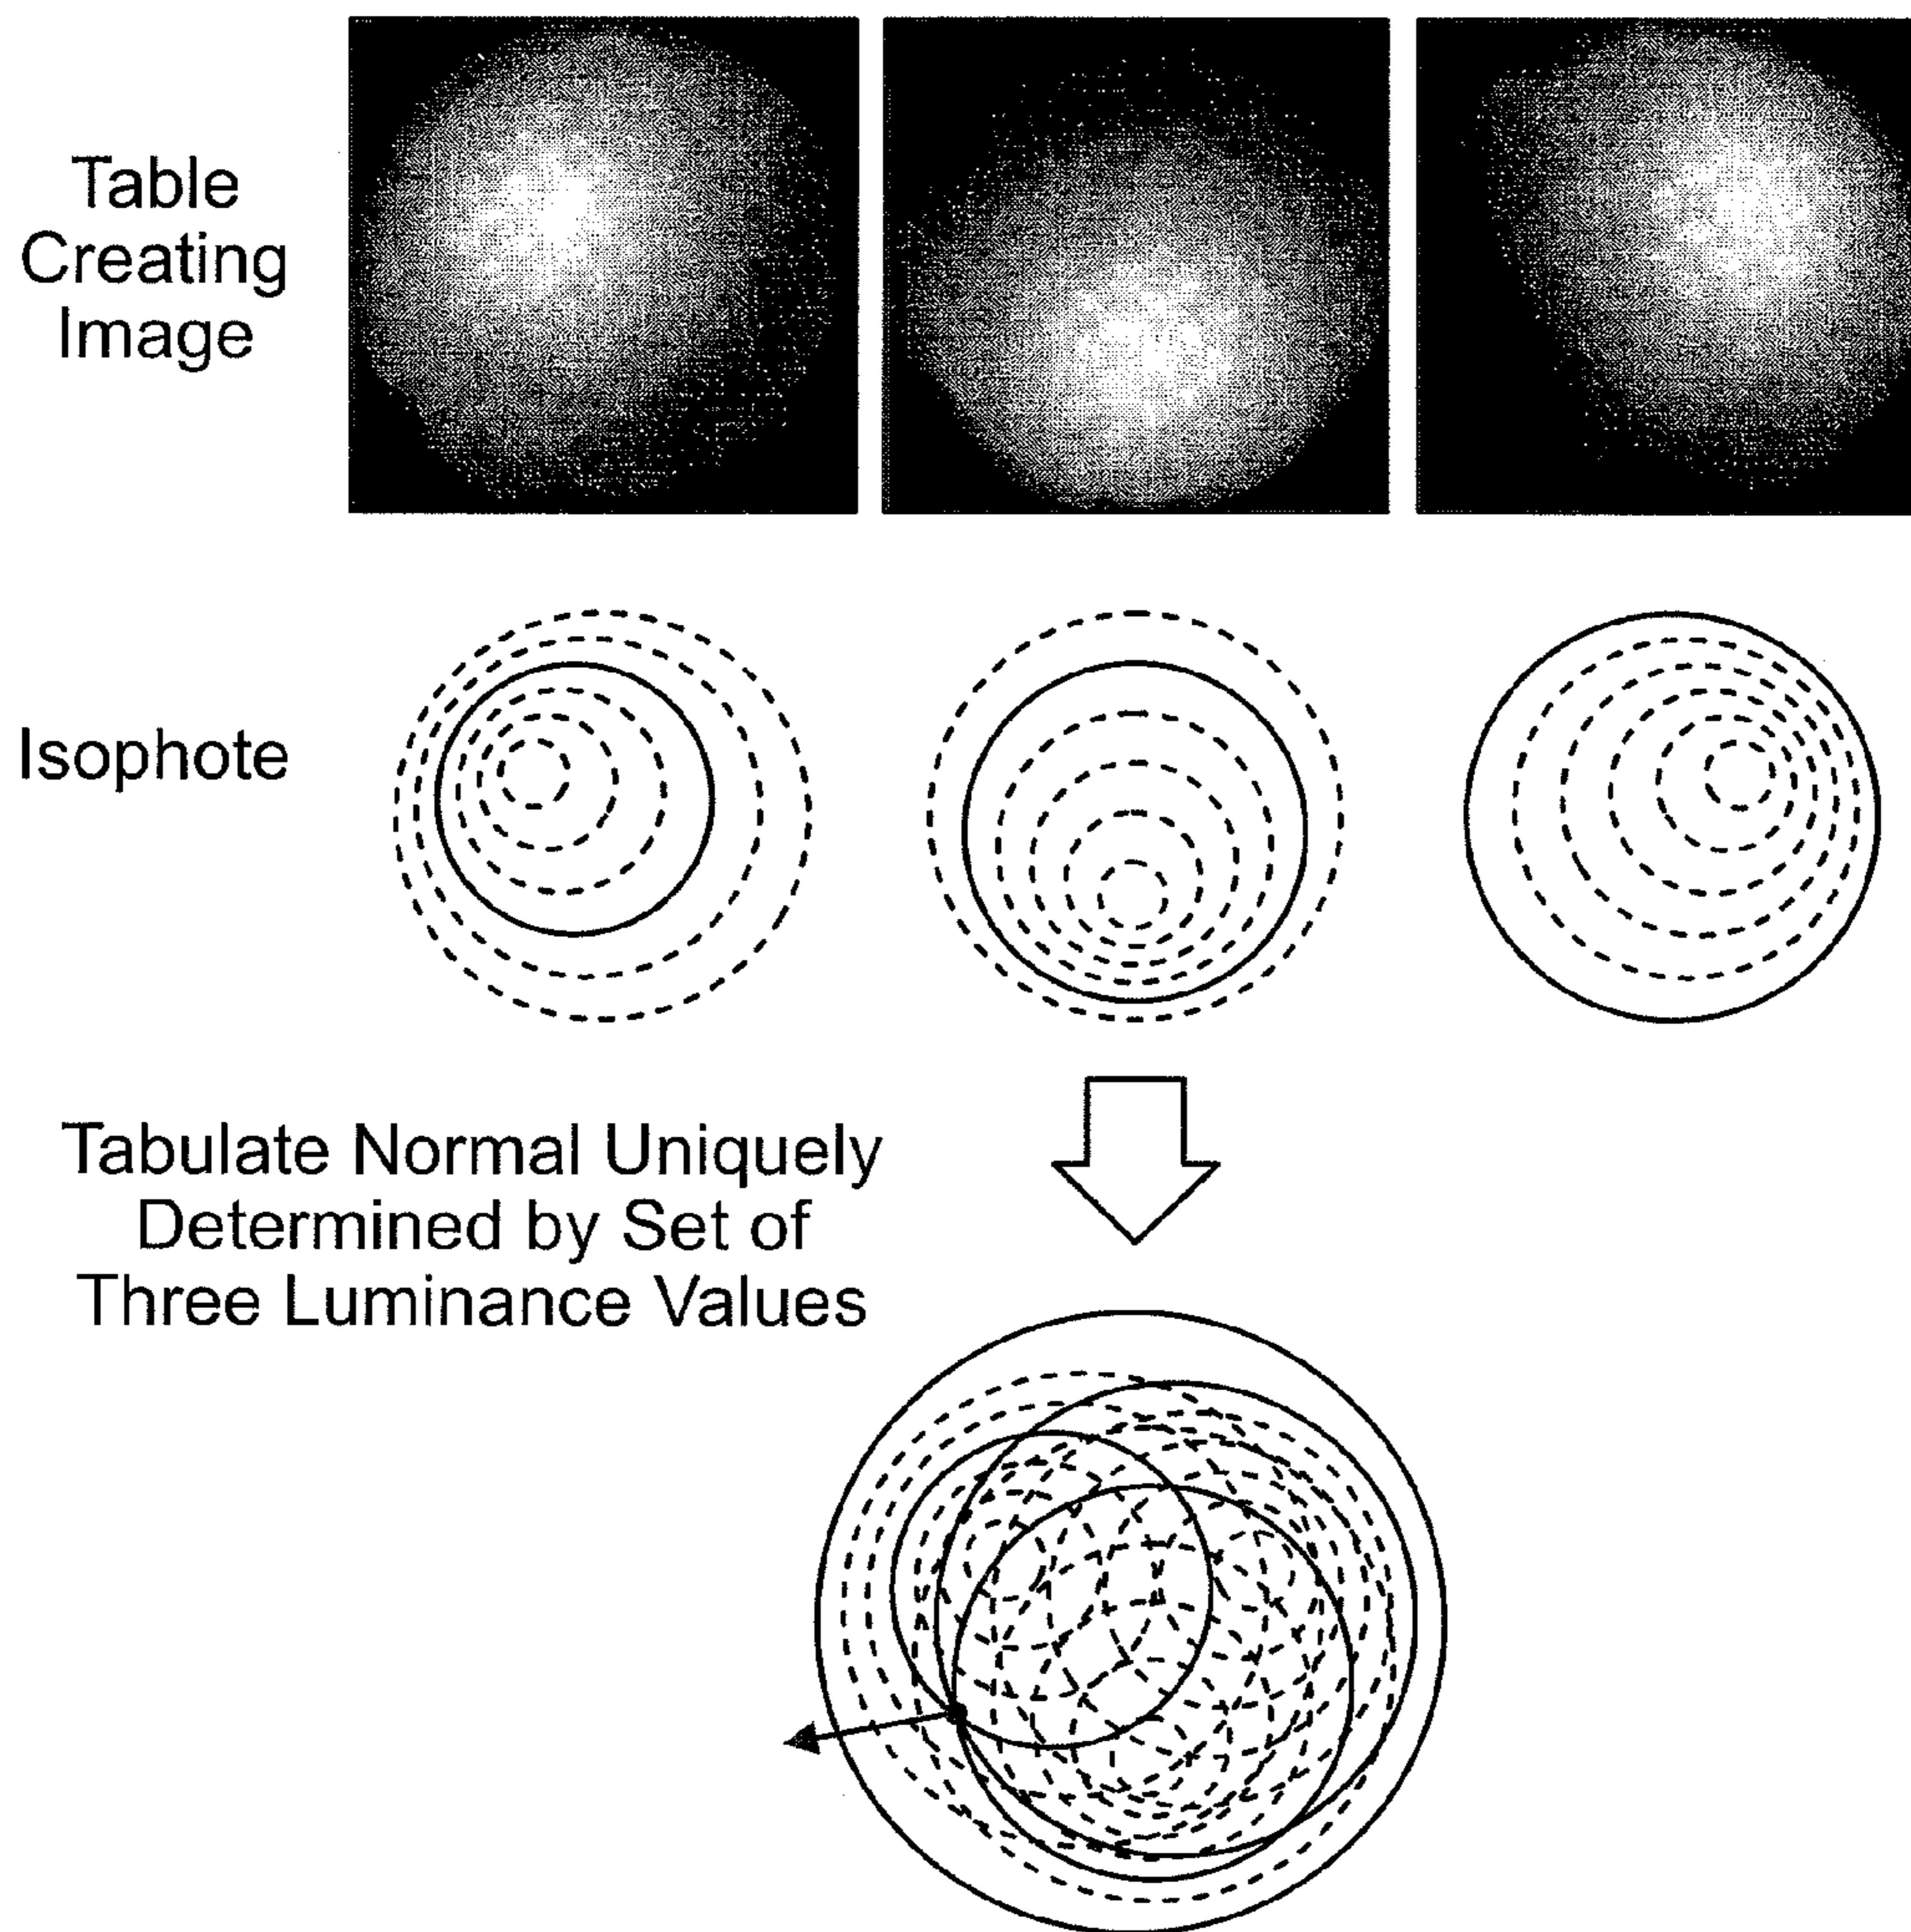 Table
Creating
Image
Isophote
Tabulate Normal Uniquely
Determined by Set of
Three Luminance Values